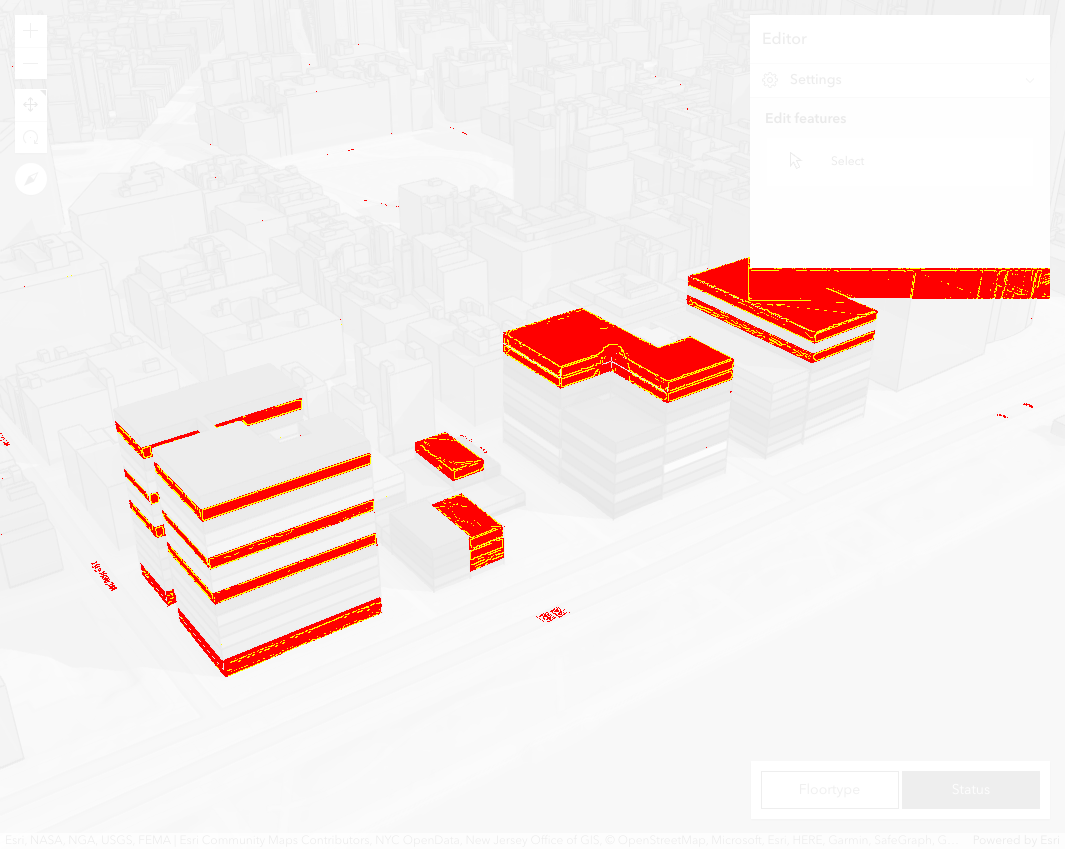 Editor
Settings
Edit features
Select
Floortype
Status
Esri, NASA, NGA, USGS, FEMA | Esri Community Maps Contributors, NYC OpenData, New Jersey Office of GIS, © OpenStreetMap, Microsoft, Esri, HERE, Garmin, SafeGraph, G...
Powered by Esri